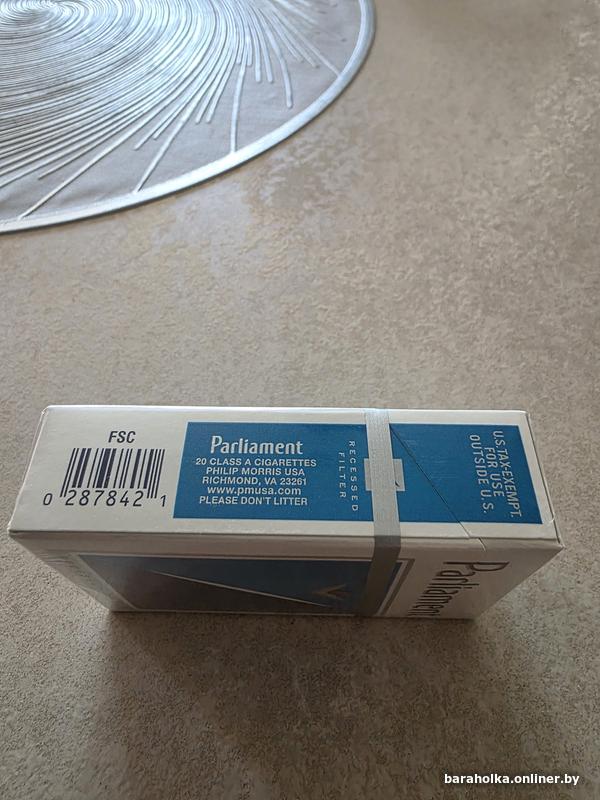 FSC
0 287842 1
Parliament
20 CLASS A CIGARETTES
PHILIP MORRIS USA
RICHMOND, VA 23261
www.pmusa.com
PLEASE DON'T LITTER
RECESSED
FILTER
U.S. TAX-EXEMPT.
FOR USE
OUTSIDE U.S.
Parliament
baraholka.onliner.by